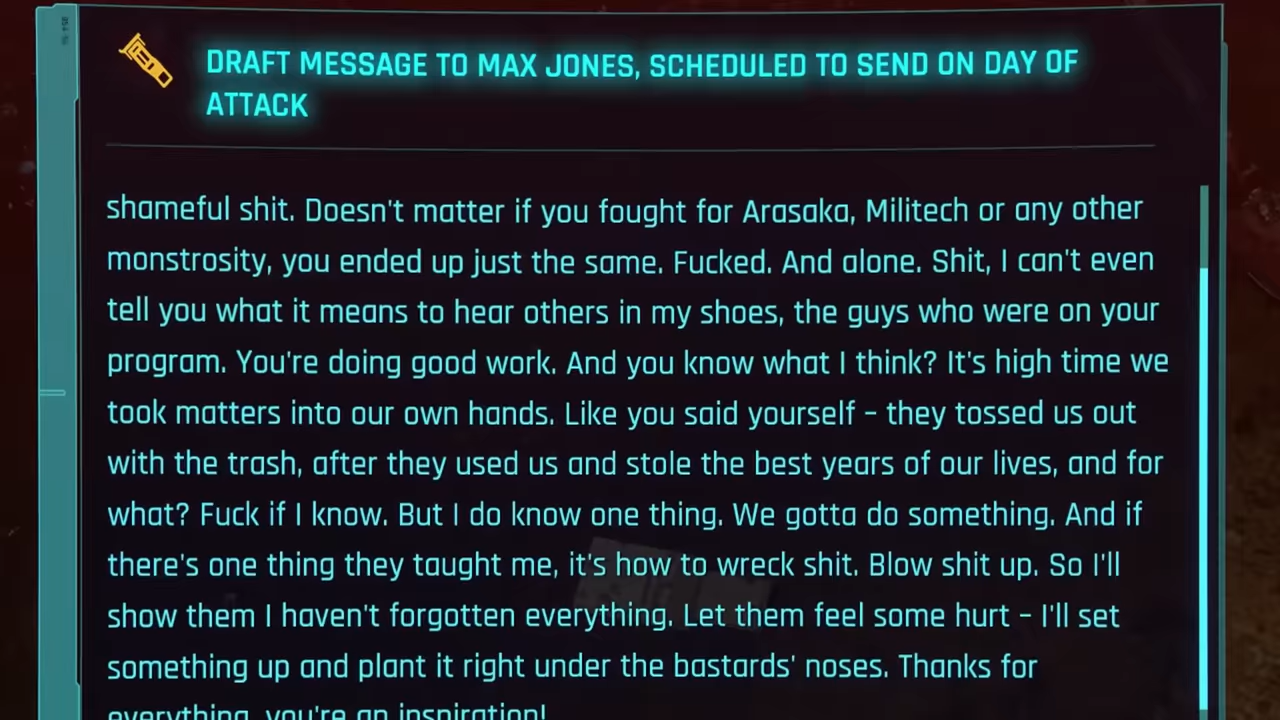 DRAFT MESSAGE TO MAX JONES, SCHEDULED TO SEND ON DAY OF
ATTACK
shameful shit. Doesn't matter if you fought for Arasaka, Militech or any other
monstrosity, you ended up just the same. Fucked. And alone. Shit, I can't even
tell you what it means to hear others in my shoes, the guys who were on your
program. You're doing good work. And you know what I think? It's high time we
took matters into our own hands. Like you said yourself – they tossed us out
with the trash, after they used us and stole the best years of our lives, and for
what? Fuck if I know. But I do know one thing. We gotta do something. And if
there's one thing they taught me, it's how to wreck shit. Blow shit up. So I'll
show them I haven't forgotten everything. Let them feel some hurt – I'll set
something up and plant it right under the bastards' noses. Thanks for
everything, you're an inspiration!